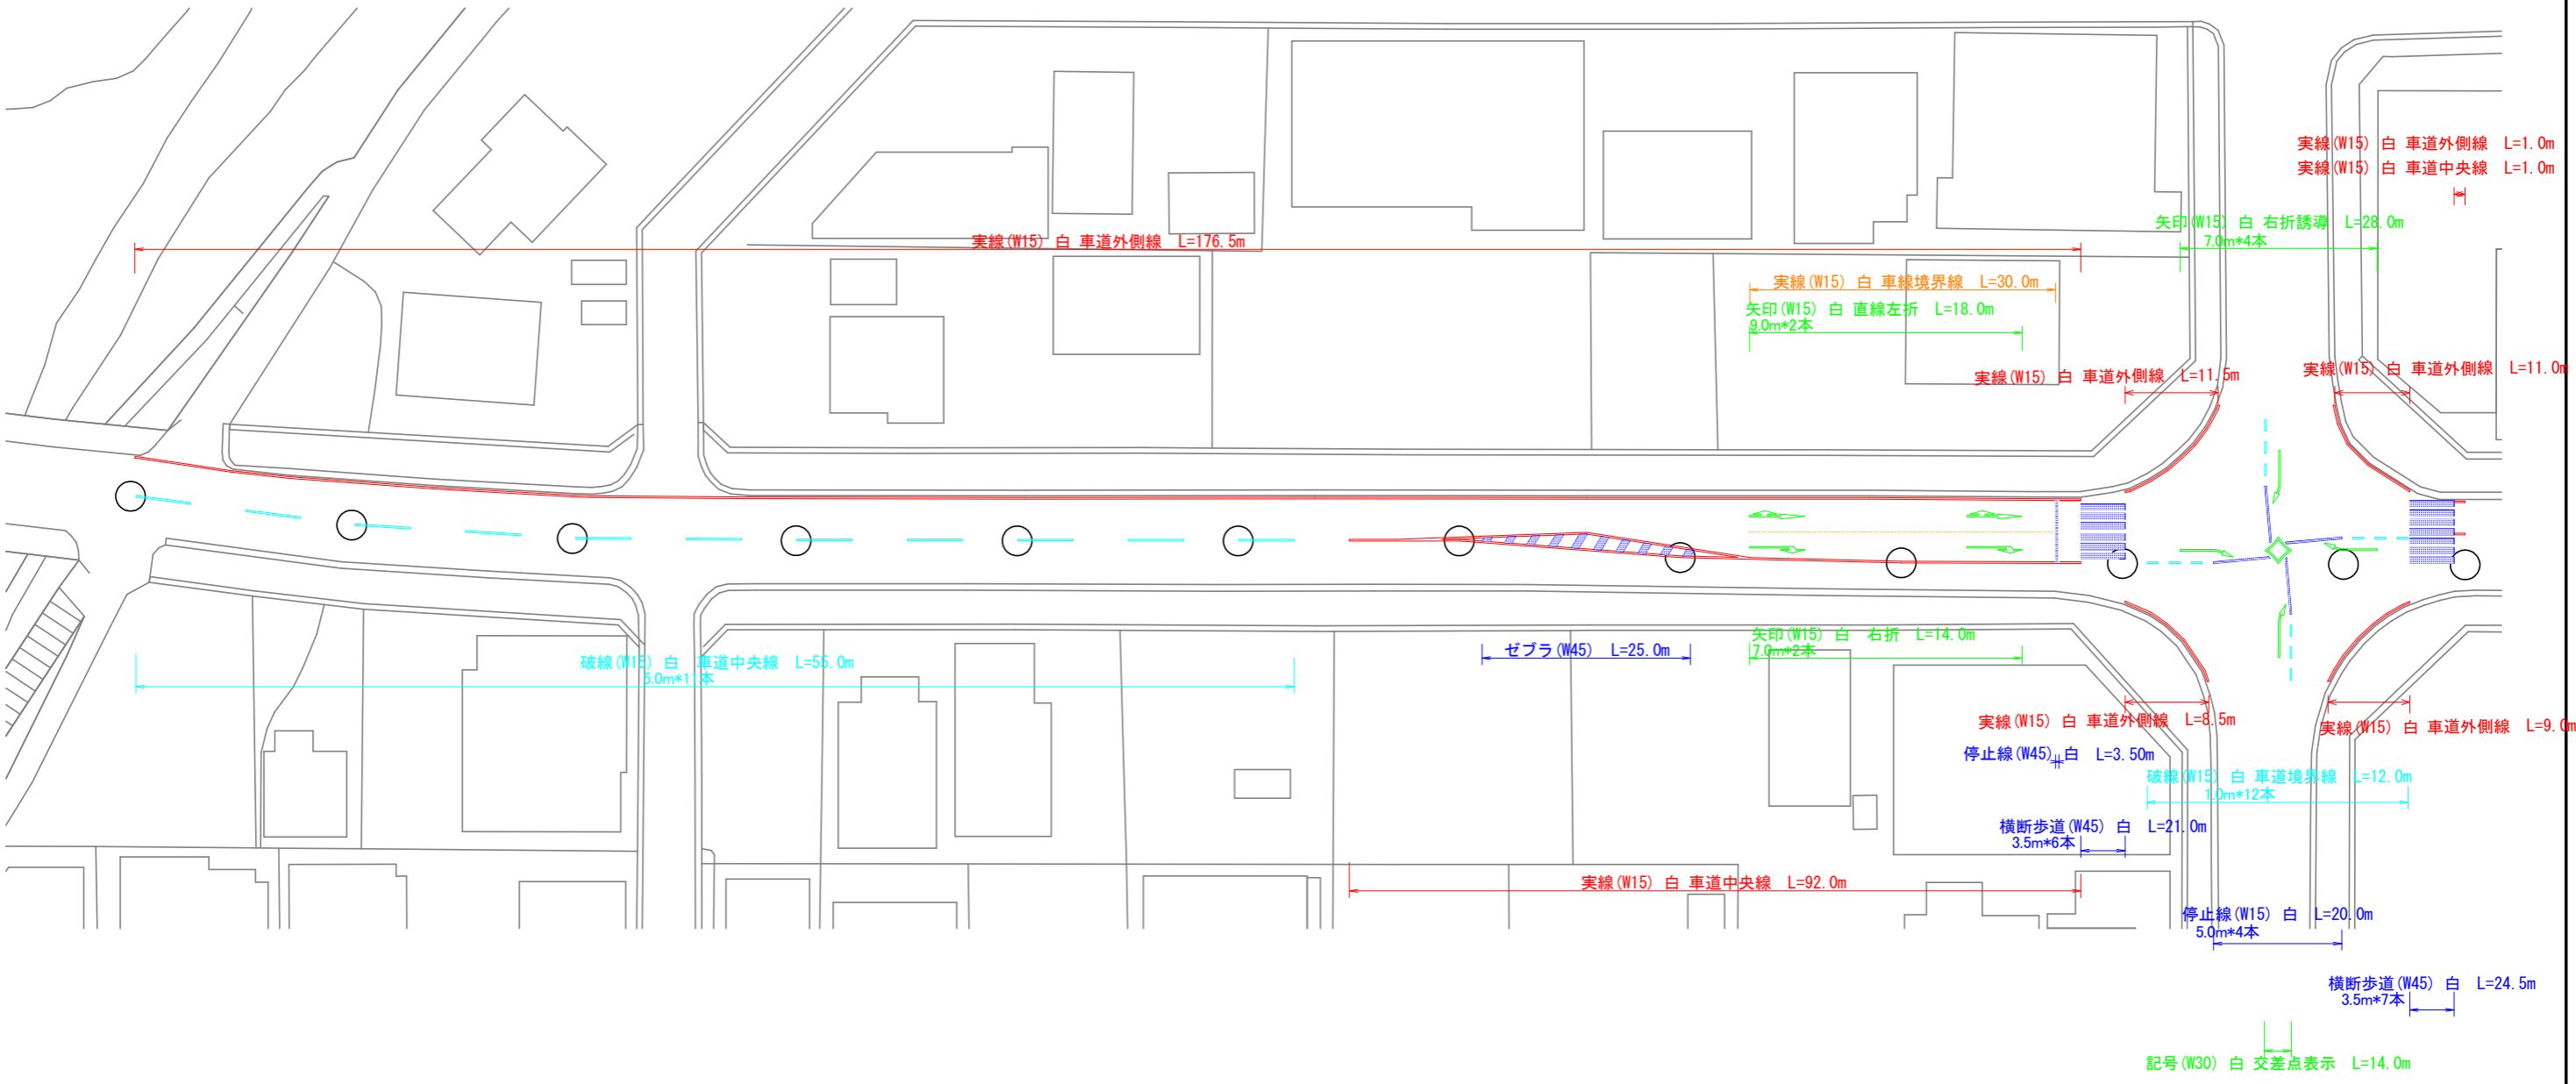 実線(W15) 白 車道外側線 L=1.0m
実線(W15) 白 車道中央線 L=1.0m
矢印(W15) 白 右折誘導 L=28.0m
7.0m*4本
実線(W15) 白 車道外側線 L=176.5m
実線(W15) 白 車線境界線 L=30.0m
矢印(W15) 白 直線左折 L=18.0m
9.0m*2本
実線(W15) 白 車道外側線 L=11.5m
実線(W15) 白 車道外側線 L=11.0m
矢印(W15) 白 右折 L=14.0m
7.0m*2本
ゼブラ(W45) L=25.0m
破線(W15) 白 車道中央線 L=55.0m
5.0m*11本
実線(W15) 白 車道外側線 L=8.5m
実線(W15) 白 車道外側線 L=9.0m
停止線(W45) 白 L=3.50m
破線(W15) 白 車道境界線 L=12.0m
1.0m*12本
横断歩道(W45) 白 L=21.0m
3.5m*6本
実線(W15) 白 車道中央線 L=92.0m
停止線(W15) 白 L=20.0m
5.0m*4本
横断歩道(W45) 白 L=24.5m
3.5m*7本
記号(W30) 白 交差点表示 L=14.0m